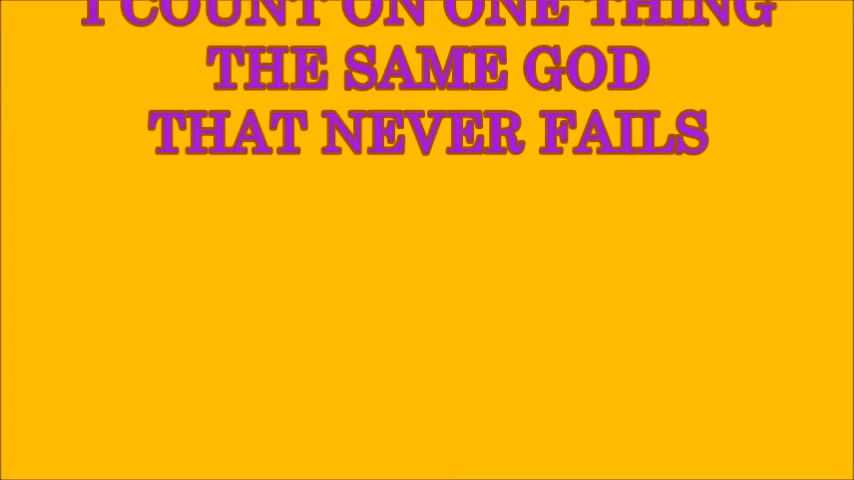 I COUNT ON ONE THING
THE SAME GOD
THAT NEVER FAILS